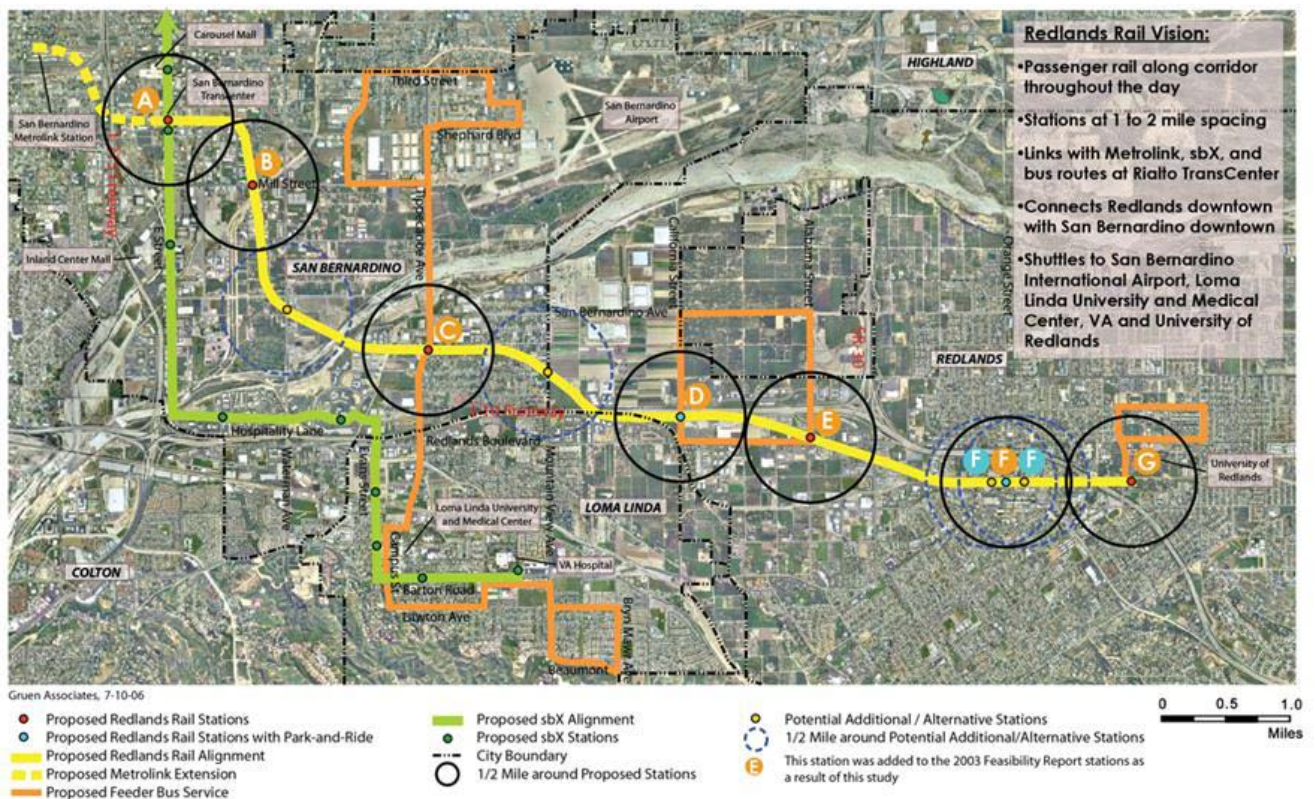 Carousel Mall
San Bernardino
Transcenter
San Bernardino
Metrolink Station
A
B
Mill Street
E Street
Inland Center Mall
SAN BERNARDINO
Third Street
Shephard Blvd
Tippecanoe Ave
San Bernardino
Airport
HIGHLAND
Redlands Rail Vision:
•Passenger rail along corridor
throughout the day
•Stations at 1 to 2 mile spacing
•Links with Metrolink, sbX, and
bus routes at Rialto TransCenter
•Connects Redlands downtown
with San Bernardino downtown
•Shuttles to San Bernardino
International Airport, Loma
Linda University and Medical
Center, VA and University of
Redlands
California Street
Alabama Street
Orange Street
San Bernardino Ave
REDLANDS
C
D
E
F
F
F
G
University of
Redlands
I-10 Freeway
Redlands Boulevard
Hospitality Lane
Waterman Ave
Mountain View Ave
LOMA LINDA
Loma Linda University
and Medical Center
Campus St
VA Hospital
Barton Road
COLTON
Beaumont
Gruen Associates, 7-10-06
Proposed Redlands Rail Stations
Proposed Redlands Rail Stations with Park-and-Ride
Proposed Redlands Rail Alignment
Proposed Metrolink Extension
Proposed Feeder Bus Service
Proposed sbX Alignment
Proposed sbX Stations
City Boundary
1/2 Mile around Proposed Stations
Potential Additional / Alternative Stations
1/2 Mile around Potential Additional/Alternative Stations
E
This station was added to the 2003 Feasibility Report stations as
a result of this study
0 0.5 1.0
Miles